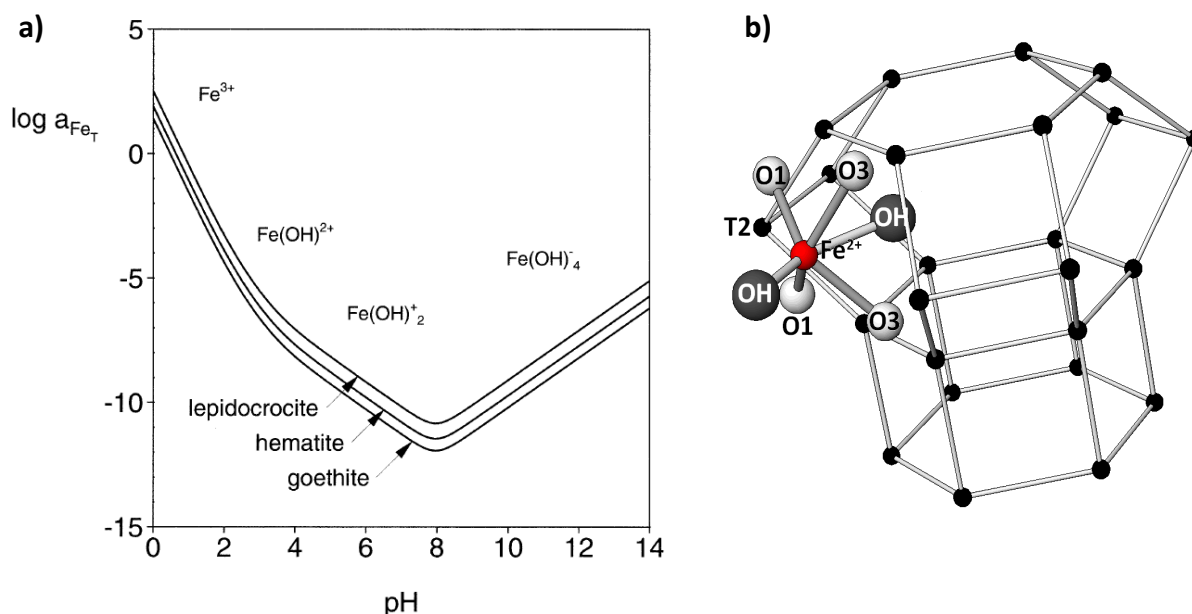 a)
5
0
-5
-10
-15
log a_Fe_T
Fe³⁺
Fe(OH)²⁺
Fe(OH)⁺₂
Fe(OH)⁻₄
lepidocrocite
hematite
goethite
0 2 4 6 8 10 12 14
pH
b)
O1 O3
OH
T2
Fe²⁺
OH
O1 O3